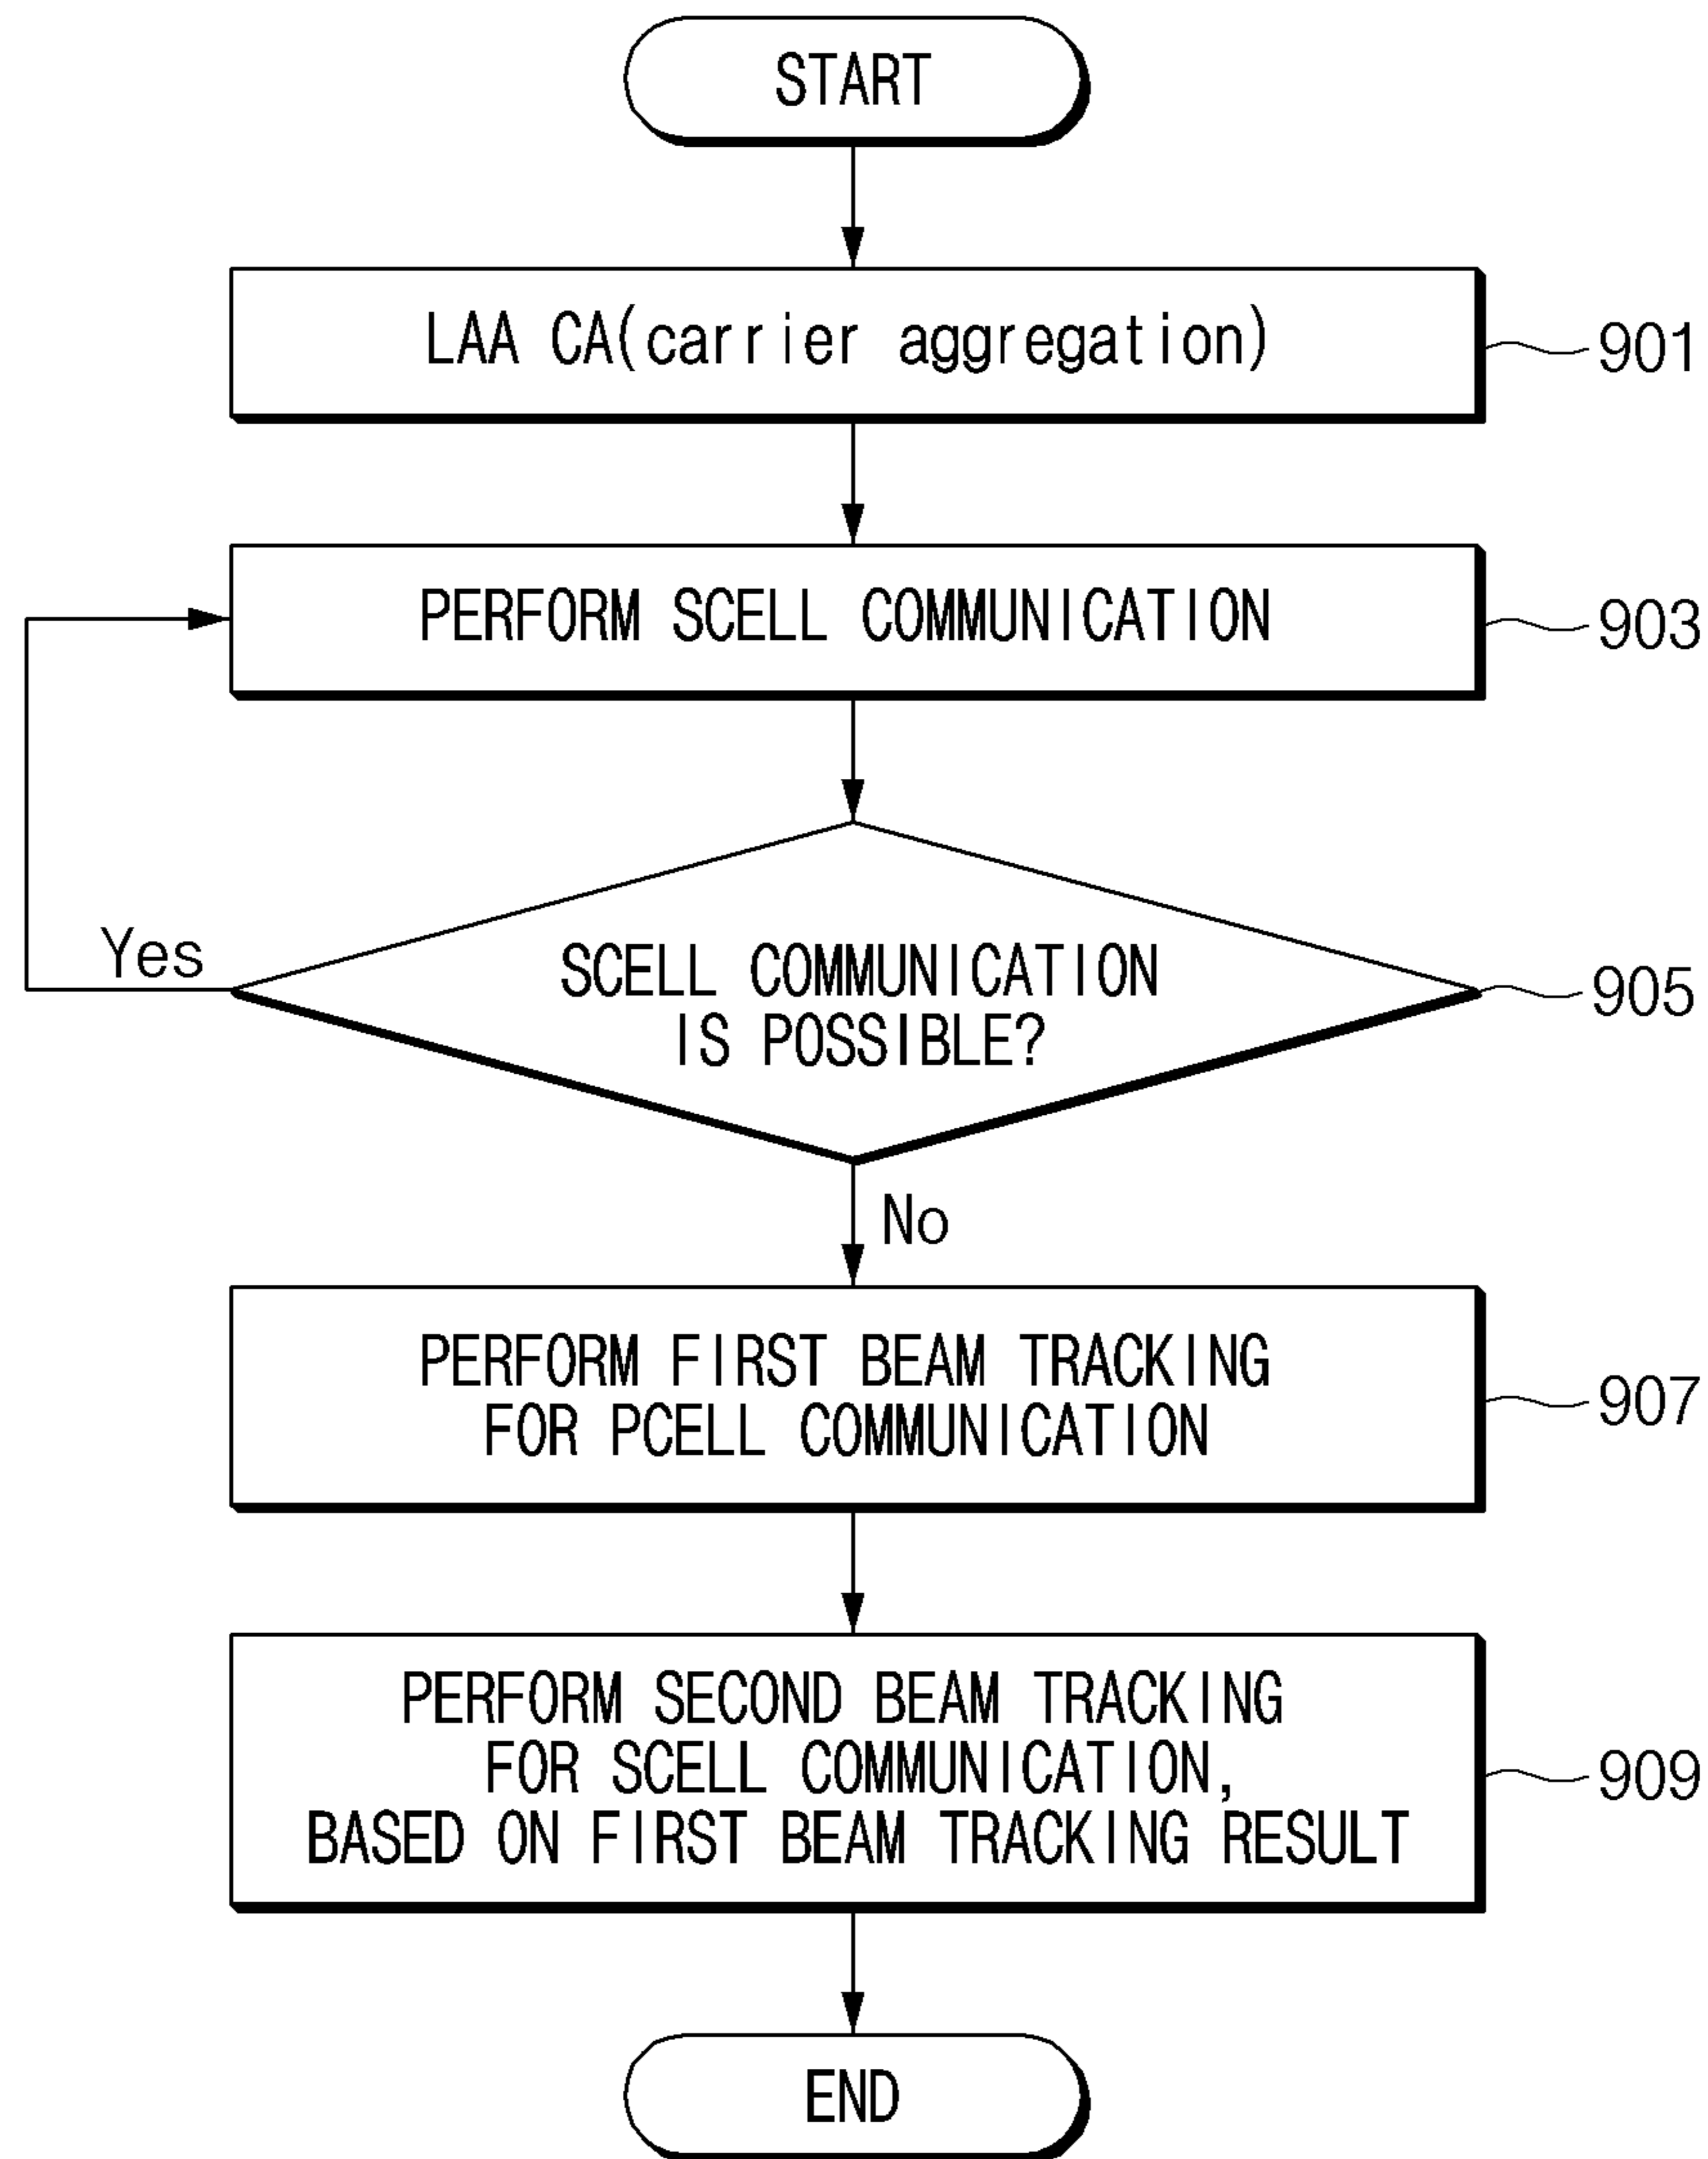 START
LAA CA(carrier aggregation)
901
PERFORM SCELL COMMUNICATION
903
Yes
SCELL COMMUNICATION
IS POSSIBLE?
905
No
PERFORM FIRST BEAM TRACKING
FOR PCELL COMMUNICATION
907
PERFORM SECOND BEAM TRACKING
FOR SCELL COMMUNICATION,
BASED ON FIRST BEAM TRACKING RESULT
909
END